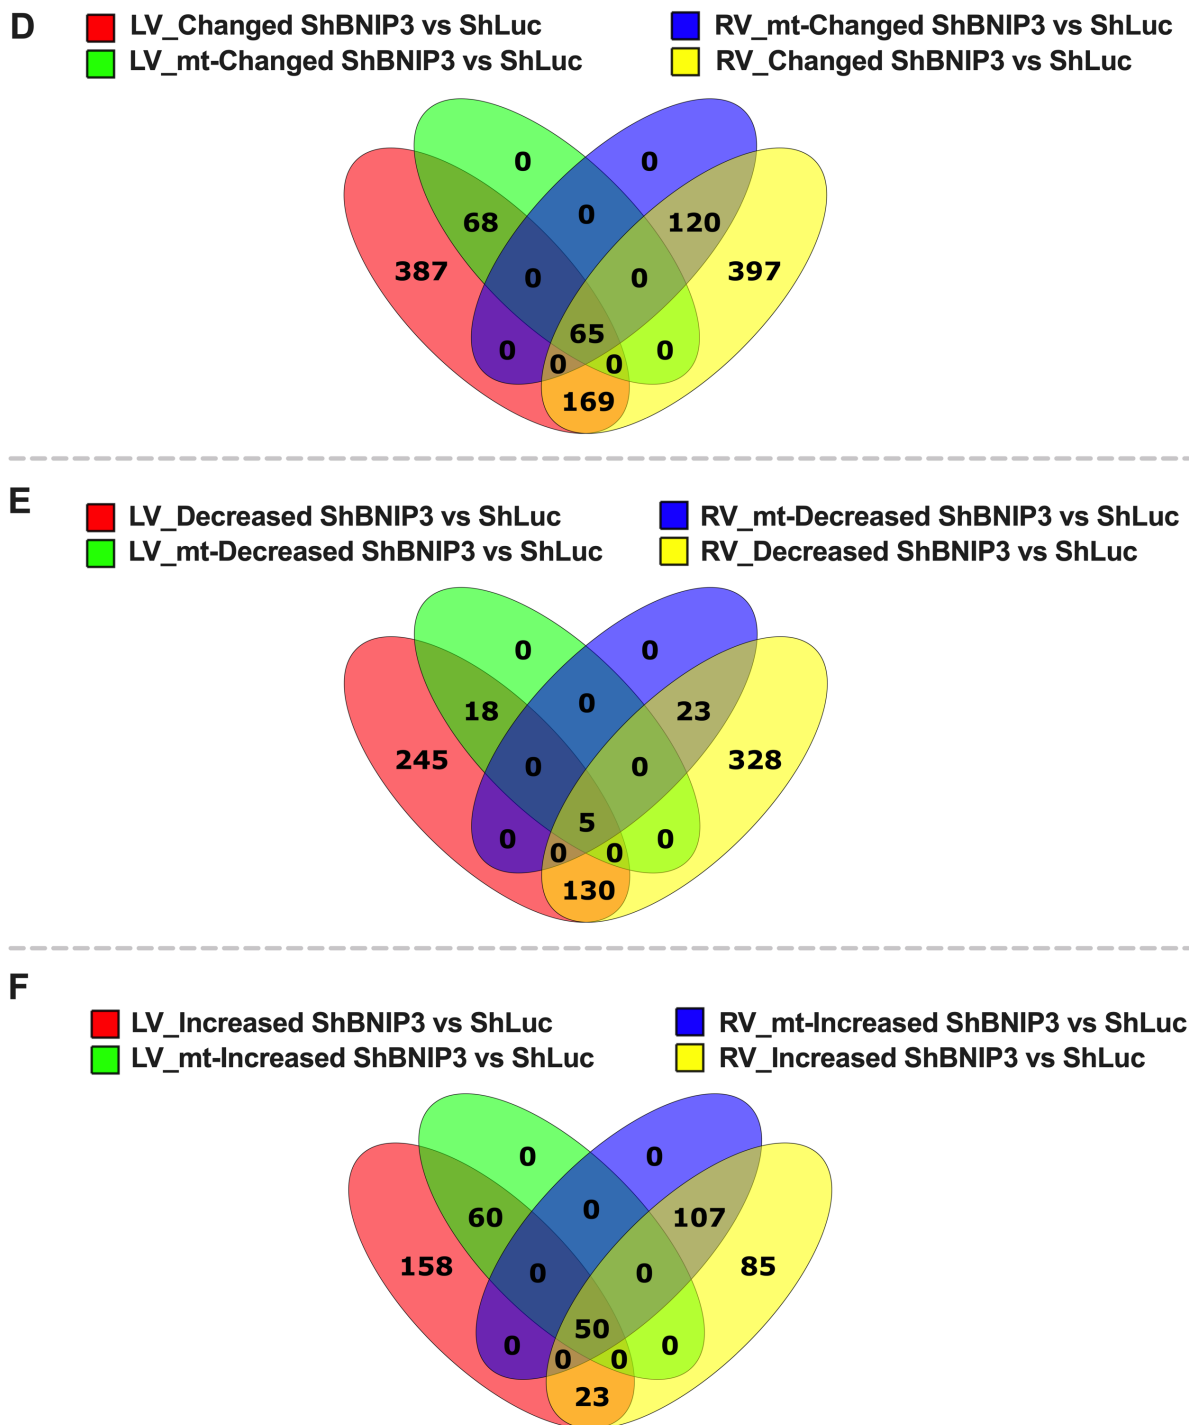 D
LV_Changed ShBNIP3 vs ShLuc
RV_mt-Changed ShBNIP3 vs ShLuc
LV_mt-Changed ShBNIP3 vs ShLuc
RV_Changed ShBNIP3 vs ShLuc
0 0
68 0 120
387 0 0 397
65
0 0 0 0
169
E
LV_Decreased ShBNIP3 vs ShLuc
RV_mt-Decreased ShBNIP3 vs ShLuc
LV_mt-Decreased ShBNIP3 vs ShLuc
RV_Decreased ShBNIP3 vs ShLuc
0 0
18 0 23
245 0 0 328
5
0 0 0 0
130
F
LV_Increased ShBNIP3 vs ShLuc
RV_mt-Increased ShBNIP3 vs ShLuc
LV_mt-Increased ShBNIP3 vs ShLuc
RV_Increased ShBNIP3 vs ShLuc
0 0
60 0 107
158 0 0 85
50
0 0 0 0
23